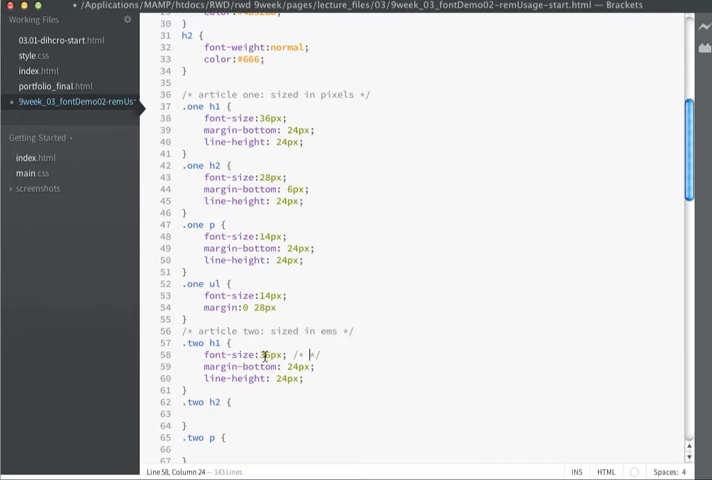 /Applications/MAMP/htdocs/RWD/rwd 9week/pages/lecture_files/03/9week_03_fontDemo02-remUsage-start.html — Brackets
Working Files
03.01-dihcro-start.html
style.css
index.html
portfolio_final.html
• 9week_03_fontDemo02-remUs
Getting Started
index.html
main.css
screenshots
30 }
31 h2 {
32 font-weight:normal;
33 color:#666;
34 }
35
36 /* article one: sized in pixels */
37 .one h1 {
38 font-size:36px;
39 margin-bottom: 24px;
40 line-height: 24px;
41 }
42 .one h2 {
43 font-size:28px;
44 margin-bottom: 6px;
45 line-height: 24px;
46 }
47 .one p {
48 font-size:14px;
49 margin-bottom: 24px;
50 line-height: 24px;
51 }
52 .one ul {
53 font-size:14px;
54 margin:0 28px
55 }
56 /* article two: sized in ems */
57 .two h1 {
58 font-size:36px; /* */
59 margin-bottom: 24px;
60 line-height: 24px;
61 }
62 .two h2 {
63
64 }
65 .two p {
66
67 }
Line 58, Column 24 — 143 Lines
INS HTML Spaces: 4